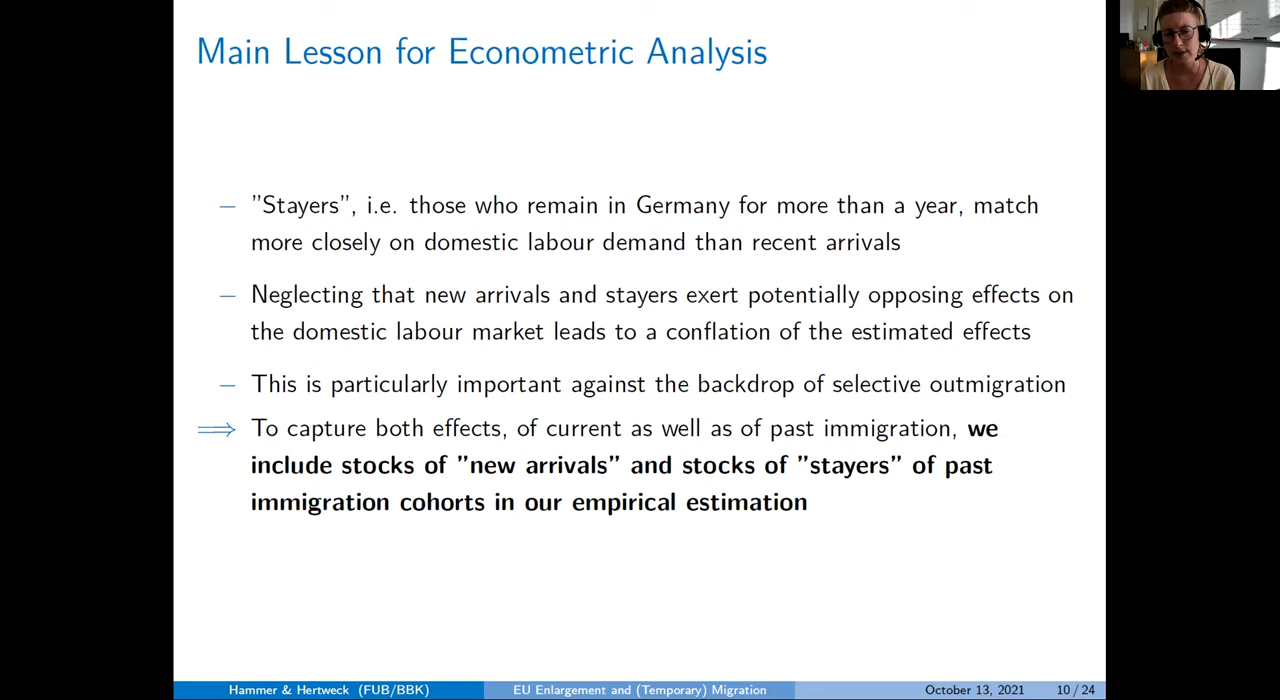 Main Lesson for Econometric Analysis
– ”Stayers”, i.e. those who remain in Germany for more than a year, match
more closely on domestic labour demand than recent arrivals
– Neglecting that new arrivals and stayers exert potentially opposing effects on
the domestic labour market leads to a conflation of the estimated effects
– This is particularly important against the backdrop of selective outmigration
⟹ To capture both effects, of current as well as of past immigration, we
include stocks of ”new arrivals” and stocks of ”stayers” of past
immigration cohorts in our empirical estimation
Hammer & Hertweck (FUB/BBK) EU Enlargement and (Temporary) Migration October 13, 2021 10 / 24